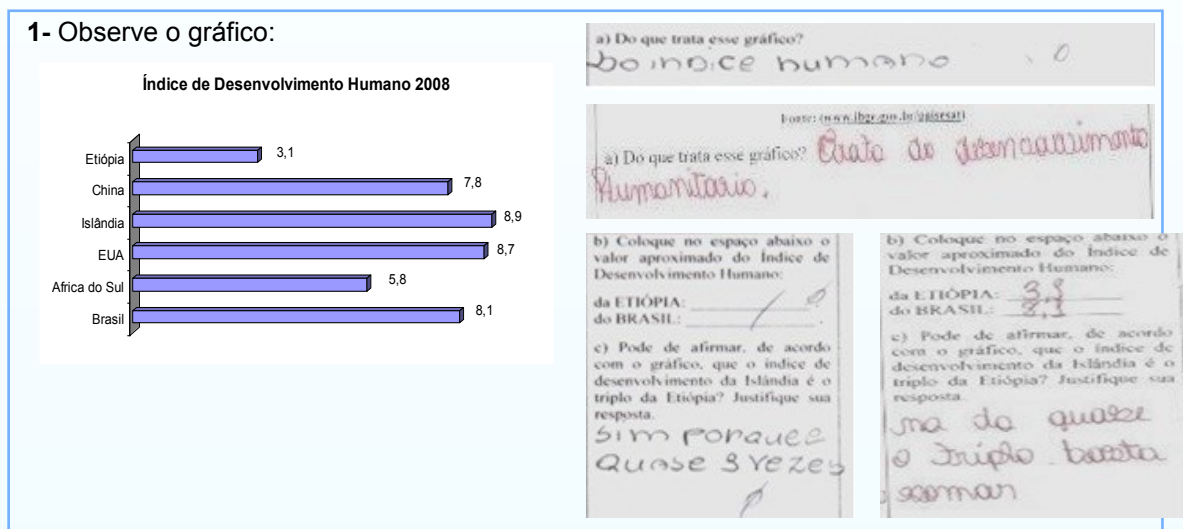 1- Observe o gráfico:
Índice de Desenvolvimento Humano 2008
Etiópia 3,1
China 7,8
Islândia 8,9
EUA 8,7
Africa do Sul 5,8
Brasil 8,1
a) Do que trata esse gráfico?
Do indice humano
a) Do que trata esse gráfico? Trata do
Humanitario.
b) Coloque no espaço abaixo o
valor aproximado do Índice de
Desenvolvimento Humano:
da ETIÓPIA:
do BRASIL:
c) Pode de afirmar, de acordo
com o gráfico, que o índice de
desenvolvimento da Islândia é o
triplo da Etiópia? Justifique sua
resposta.
Sim porquee
Quase 3 vezes
b) Coloque no espaço abaixo o
valor aproximado do Índice de
Desenvolvimento Humano:
da ETIÓPIA: 3,1
do BRASIL: 8,1
c) Pode de afirmar, de acordo
com o gráfico, que o índice de
desenvolvimento da Islândia é o
triplo da Etiópia? Justifique sua
resposta.
da quase
o triplo